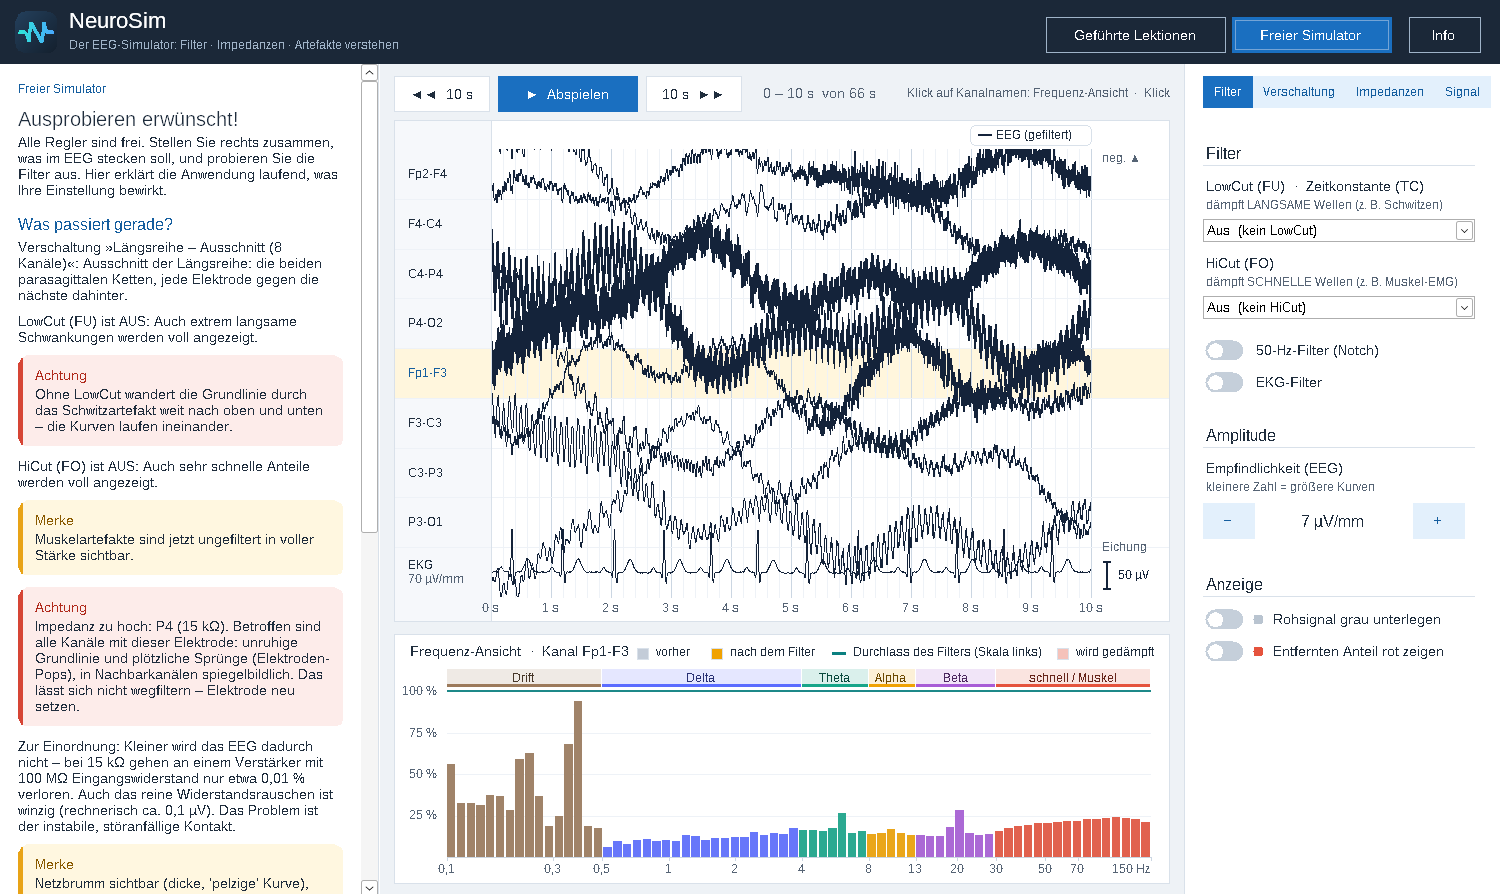 NeuroSim
Der EEG-Simulator: Filter · Impedanzen · Artefakte verstehen
Geführte Lektionen
Freier Simulator
Info
Freier Simulator
Ausprobieren erwünscht!
Alle Regler sind frei. Stellen Sie rechts zusammen,
was im EEG stecken soll, und probieren Sie die
Filter aus. Hier erklärt die Anwendung laufend, was
Ihre Einstellung bewirkt.
Was passiert gerade?
Verschaltung »Längsreihe – Ausschnitt (8
Kanäle)«: Ausschnitt der Längsreihe: die beiden
parasagittalen Ketten, jede Elektrode gegen die
nächste dahinter.
LowCut (FU) ist AUS: Auch extrem langsame
Schwankungen werden voll angezeigt.
Achtung
Ohne LowCut wandert die Grundlinie durch
das Schwitzartefakt weit nach oben und unten
– die Kurven laufen ineinander.
HiCut (FO) ist AUS: Auch sehr schnelle Anteile
werden voll angezeigt.
Merke
Muskelartefakte sind jetzt ungefiltert in voller
Stärke sichtbar.
Achtung
Impedanz zu hoch: P4 (15 kΩ). Betroffen sind
alle Kanäle mit dieser Elektrode: unruhige
Grundlinie und plötzliche Sprünge (Elektroden-
Pops), in Nachbarkanälen spiegelbildlich. Das
lässt sich nicht wegfiltern – Elektrode neu
setzen.
Zur Einordnung: Kleiner wird das EEG dadurch
nicht – bei 15 kΩ gehen an einem Verstärker mit
100 MΩ Eingangswiderstand nur etwa 0,01 %
verloren. Auch das reine Widerstandsrauschen ist
winzig (rechnerisch ca. 0,1 µV). Das Problem ist
der instabile, störanfällige Kontakt.
Merke
Netzbrumm sichtbar (dicke, 'pelzige' Kurve),
◄◄ 10 s
► Abspielen
10 s ►►
0 – 10 s von 66 s
Klick auf Kanalnamen: Frequenz-Ansicht · Klick
EEG (gefiltert)
neg. ▲
Fp2-F4
F4-C4
C4-P4
P4-O2
Fp1-F3
F3-C3
C3-P3
P3-O1
EKG
70 µV/mm
Eichung
50 µV
0 s 1 s 2 s 3 s 4 s 5 s 6 s 7 s 8 s 9 s 10 s
Frequenz-Ansicht · Kanal Fp1-F3
vorher
nach dem Filter
Durchlass des Filters (Skala links)
wird gedämpft
Drift Delta Theta Alpha Beta schnell / Muskel
100 %
75 %
50 %
25 %
0,1 0,3 0,5 1 2 4 8 13 20 30 50 70 150 Hz
Filter
Verschaltung
Impedanzen
Signal
Filter
LowCut (FU) · Zeitkonstante (TC)
dämpft LANGSAME Wellen (z. B. Schwitzen)
Aus (kein LowCut)
HiCut (FO)
dämpft SCHNELLE Wellen (z. B. Muskel-EMG)
Aus (kein HiCut)
50-Hz-Filter (Notch)
EKG-Filter
Amplitude
Empfindlichkeit (EEG)
kleinere Zahl = größere Kurven
− 7 µV/mm +
Anzeige
Rohsignal grau unterlegen
Entfernten Anteil rot zeigen